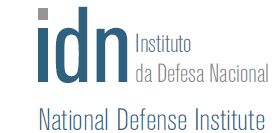 idn Instituto
da Defesa Nacional
National Defense Institute